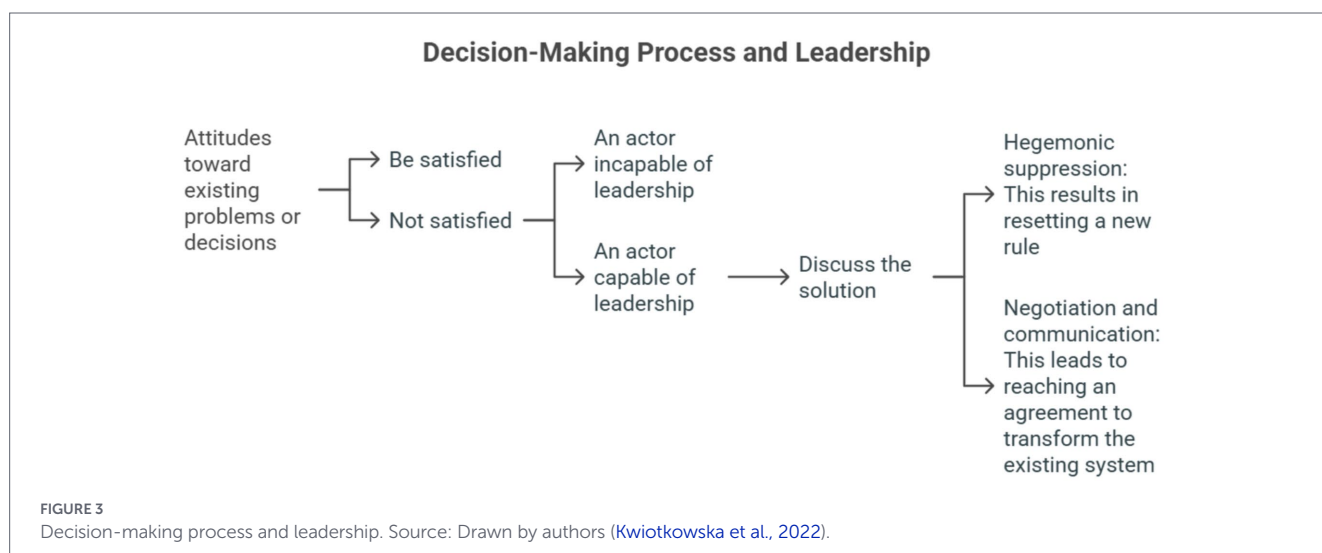 Decision-Making Process and Leadership
Attitudes
toward
existing
problems or
decisions
Be satisfied
Not satisfied
An actor
incapable of
leadership
An actor
capable of
leadership
Discuss the
solution
Hegemonic
suppression:
This results in
resetting a new
rule
Negotiation and
communication:
This leads to
reaching an
agreement to
transform the
existing system
FIGURE 3
Decision-making process and leadership. Source: Drawn by authors (Kwiotkowska et al., 2022).